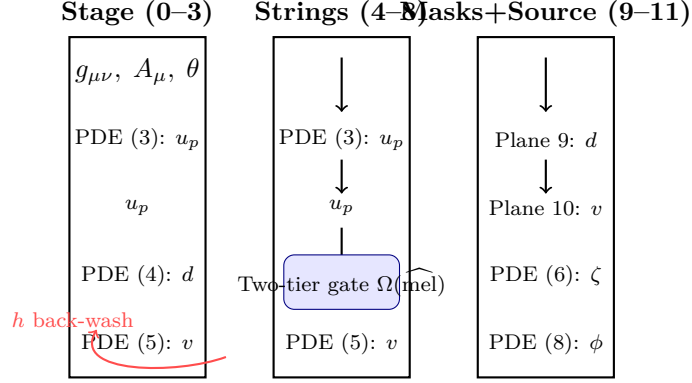 Stage (0–3)
g_{μν}, A_μ, θ
PDE (3): u_p
u_p
PDE (4): d
h back-wash
PDE (5): v
Strings (4–8)
PDE (3): u_p
u_p
Two-tier gate Ω(\widehat{mel})
PDE (5): v
Masks+Source (9–11)
Plane 9: d
Plane 10: v
PDE (6): ζ
PDE (8): ϕ